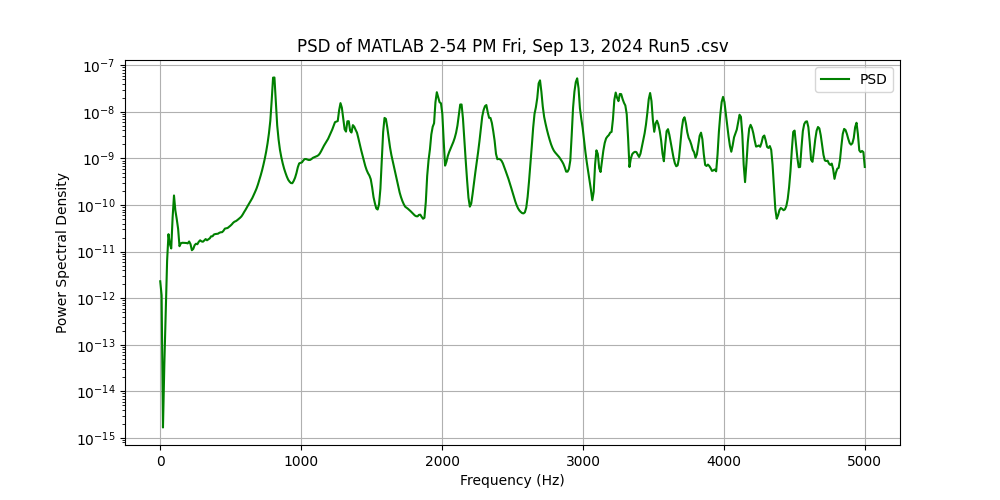 PSD of MATLAB 2-54 PM Fri, Sep 13, 2024 Run5 .csv
PSD
Power Spectral Density
10⁻⁷
10⁻⁸
10⁻⁹
10⁻¹⁰
10⁻¹¹
10⁻¹²
10⁻¹³
10⁻¹⁴
10⁻¹⁵
0 1000 2000 3000 4000 5000
Frequency (Hz)